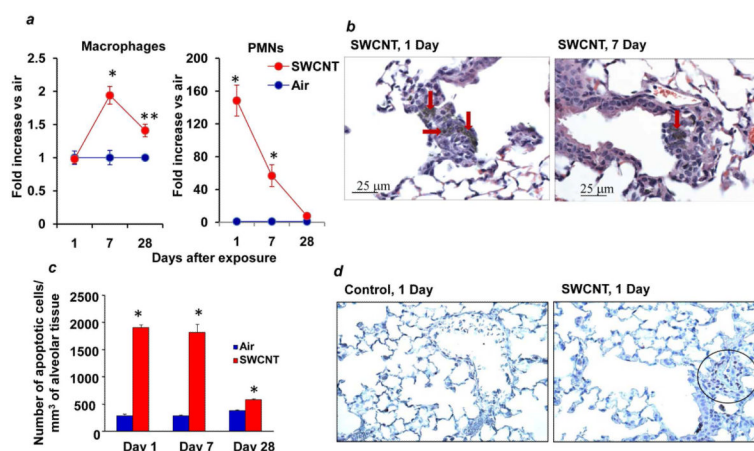 a
Macrophages
PMNs
Fold increase vs air
2.5
2
1.5
1
0.5
0
*
**
1 7 28
Fold increase vs air
160
120
80
40
0
*
*
SWCNT
Air
1 7 28
Days after exposure
b
SWCNT, 1 Day
25 µm
SWCNT, 7 Day
25 µm
c
Number of apoptotic cells/
mm³ of alveolar tissue
2500
2000
1500
1000
500
0
Air
SWCNT
*
*
*
Day 1 Day 7 Day 28
d
Control, 1 Day
SWCNT, 1 Day